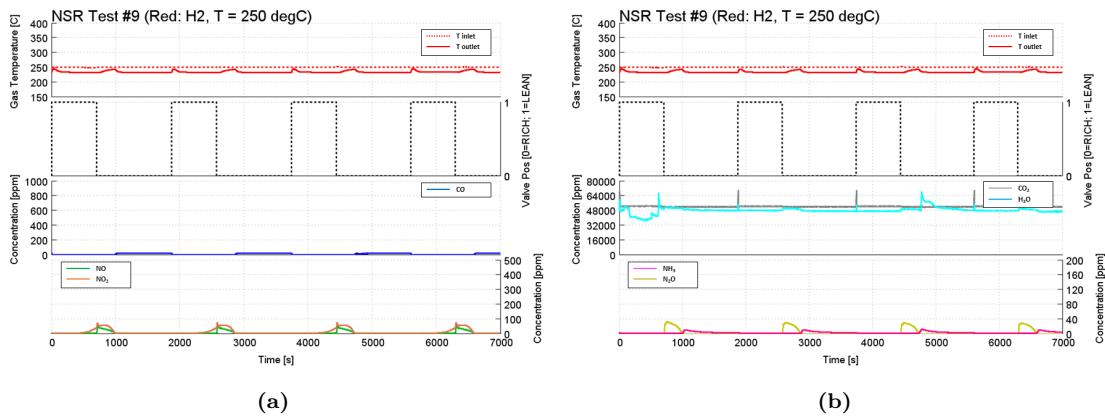 NSR Test #9 (Red: H2, T = 250 degC)
Gas Temperature [C]
400
350
300
250
200
150
T inlet
T outlet
1
0
Valve Pos [0=RICH; 1=LEAN]
Concentration [ppm]
1000
800
600
400
200
0
CO
NO
NO₂
500
400
300
200
100
0
Concentration [ppm]
0 1000 2000 3000 4000 5000 6000 7000
Time [s]
(a)
NSR Test #9 (Red: H2, T = 250 degC)
Gas Temperature [C]
400
350
300
250
200
150
T inlet
T outlet
1
0
Valve Pos [0=RICH; 1=LEAN]
Concentration [ppm]
80000
64000
48000
32000
16000
0
CO₂
H₂O
NH₃
N₂O
200
160
120
80
40
0
Concentration [ppm]
0 1000 2000 3000 4000 5000 6000 7000
Time [s]
(b)